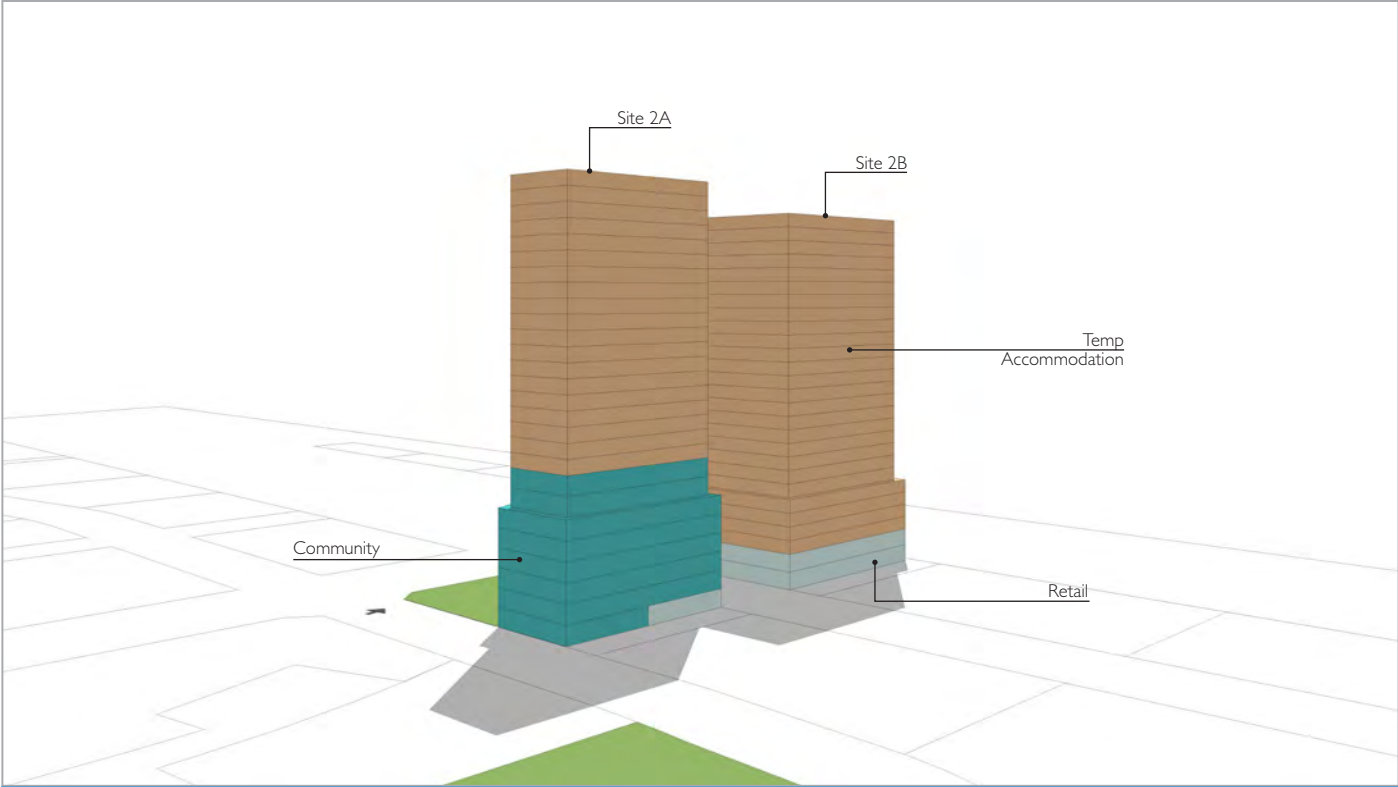 Site 2A
Site 2B
Temp
Accommodation
Community
Retail